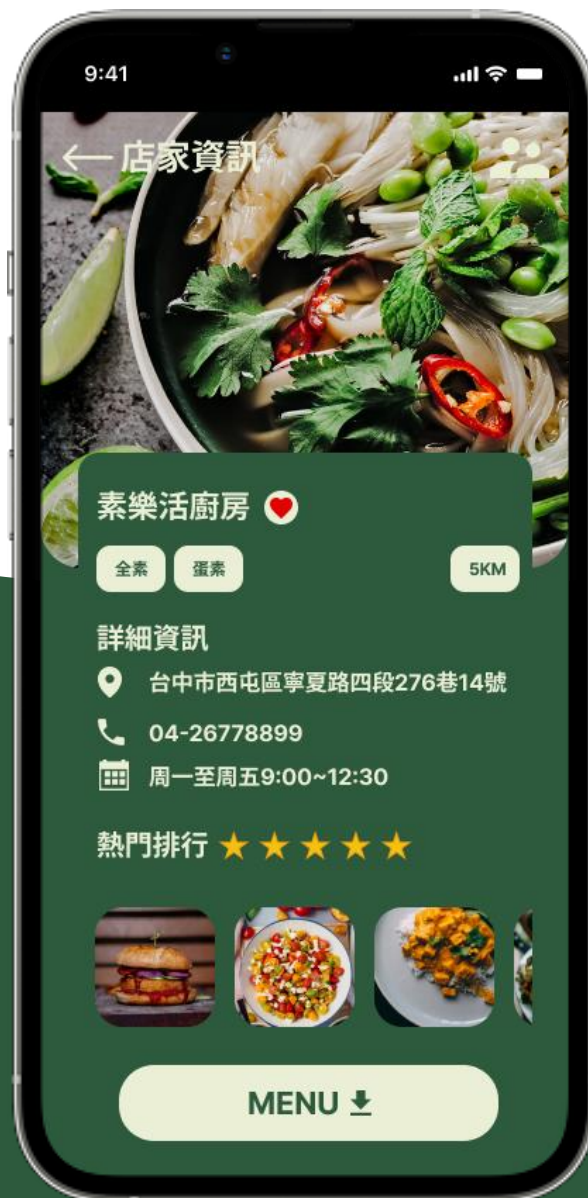 9:41
店家資訊
素樂活廚房
全素 蛋素 5KM
詳細資訊
台中市西屯區寧夏路四段276巷14號
04-26778899
周一至周五9:00~12:30
熱門排行
MENU